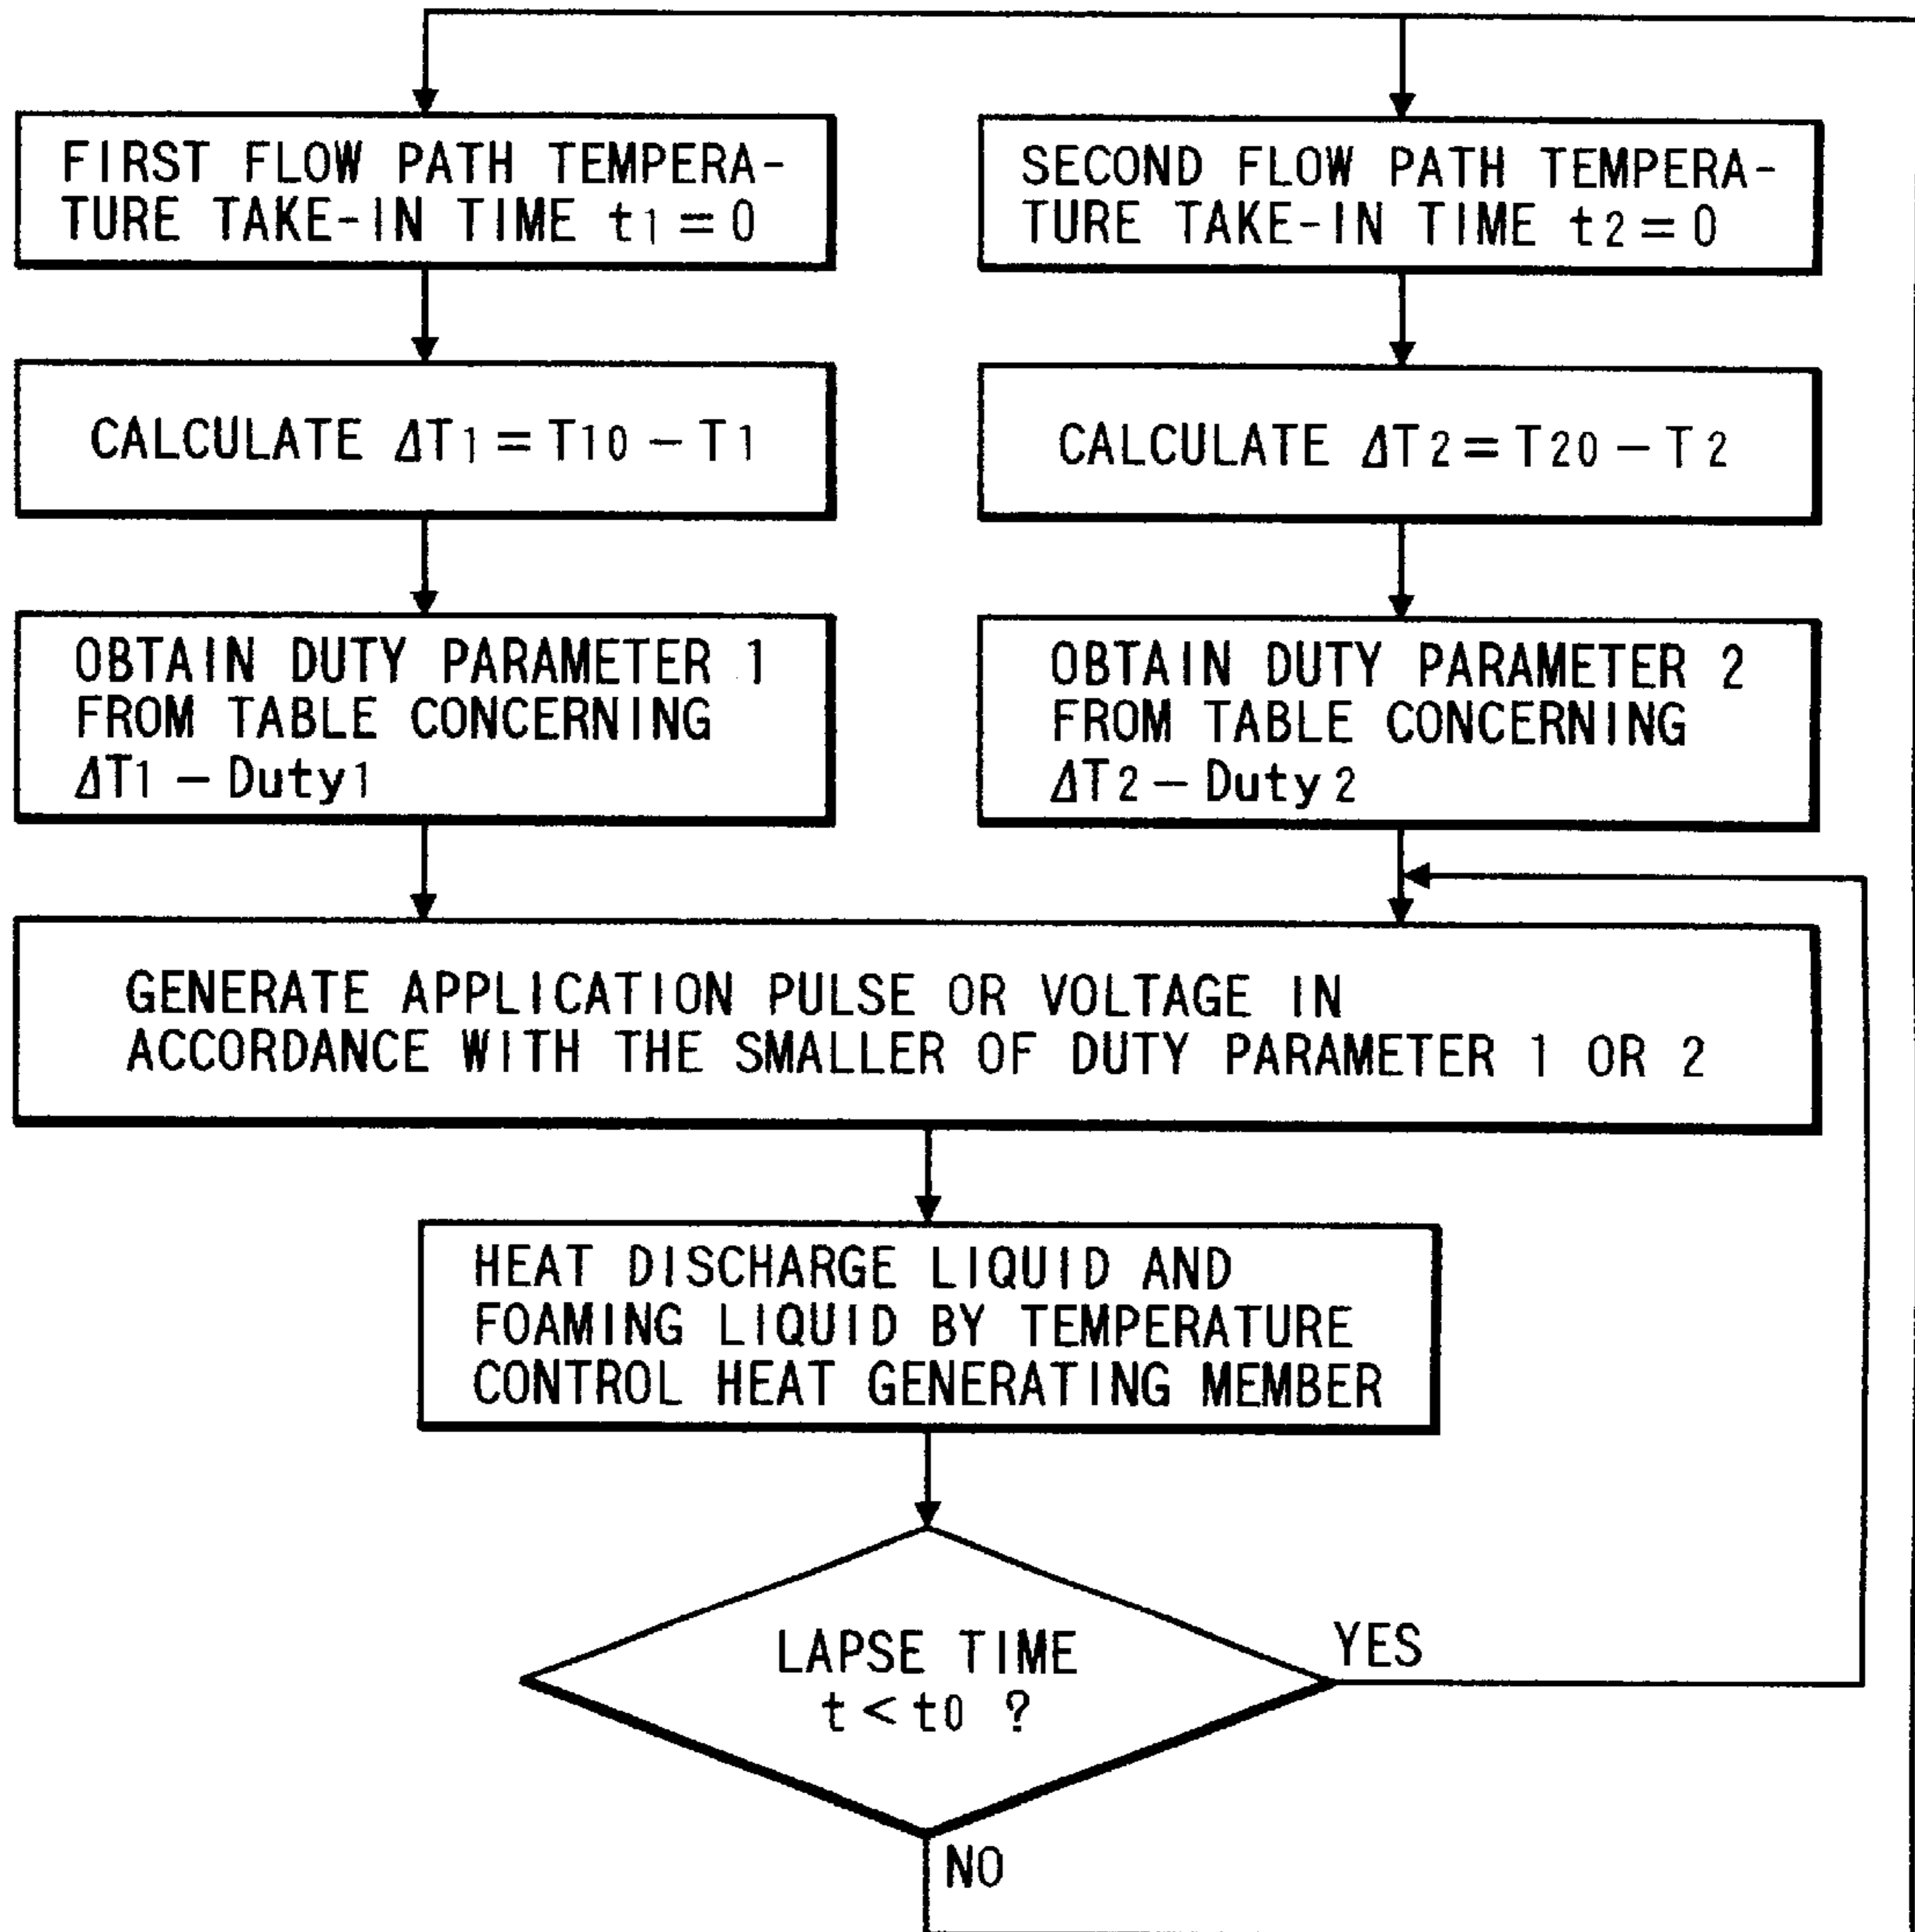 FIRST FLOW PATH TEMPERA-
TURE TAKE-IN TIME t1=0
SECOND FLOW PATH TEMPERA-
TURE TAKE-IN TIME t2=0
CALCULATE ΔT1=T10-T1
CALCULATE ΔT2=T20-T2
OBTAIN DUTY PARAMETER 1
FROM TABLE CONCERNING
ΔT1-Duty1
OBTAIN DUTY PARAMETER 2
FROM TABLE CONCERNING
ΔT2-Duty2
GENERATE APPLICATION PULSE OR VOLTAGE IN
ACCORDANCE WITH THE SMALLER OF DUTY PARAMETER 1 OR 2
HEAT DISCHARGE LIQUID AND
FOAMING LIQUID BY TEMPERATURE
CONTROL HEAT GENERATING MEMBER
LAPSE TIME
t<t0 ?
YES
NO